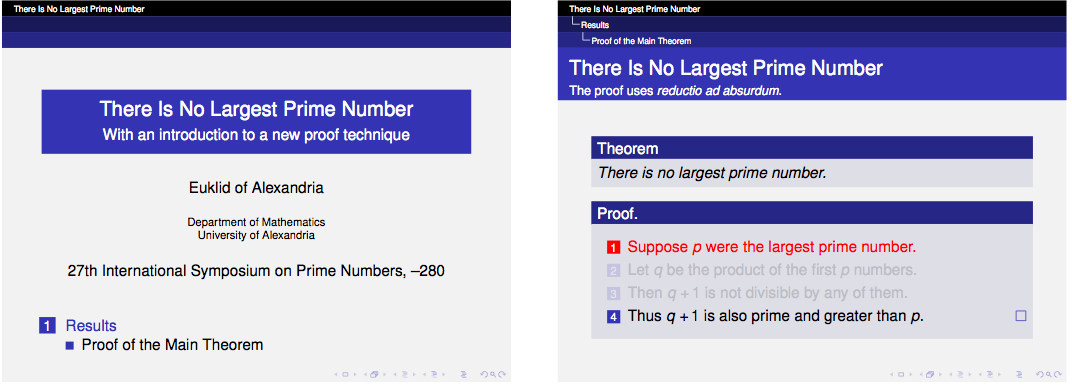 There Is No Largest Prime Number
There Is No Largest Prime Number
With an introduction to a new proof technique
Euklid of Alexandria
Department of Mathematics
University of Alexandria
27th International Symposium on Prime Numbers, –280
1 Results
Proof of the Main Theorem
There Is No Largest Prime Number
Results
Proof of the Main Theorem
There Is No Largest Prime Number
The proof uses reductio ad absurdum.
Theorem
There is no largest prime number.
Proof.
1 Suppose p were the largest prime number.
2 Let q be the product of the first p numbers.
3 Then q + 1 is not divisible by any of them.
4 Thus q + 1 is also prime and greater than p.